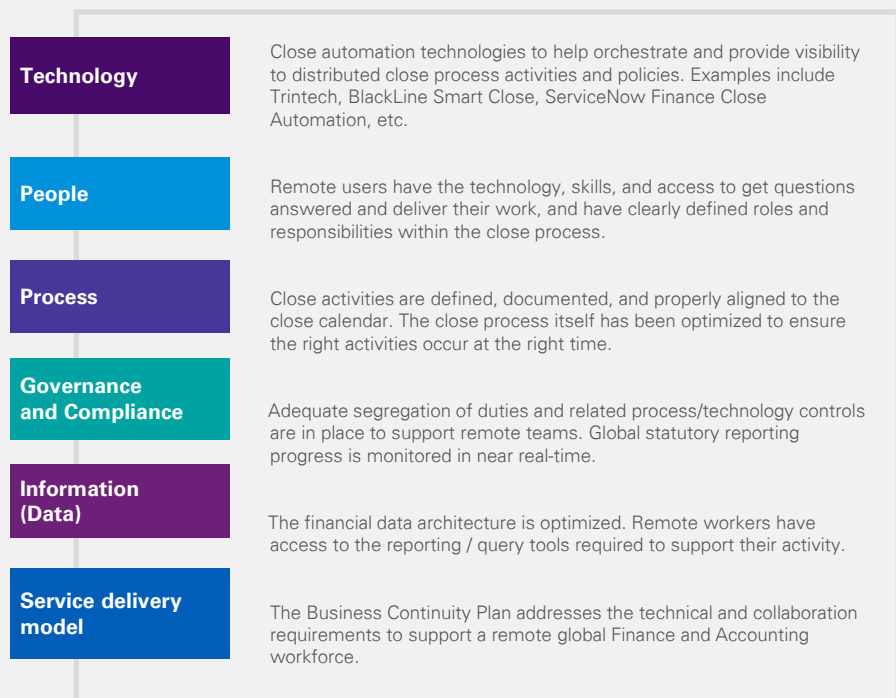 Technology
Close automation technologies to help orchestrate and provide visibility
to distributed close process activities and policies. Examples include
Trintech, BlackLine Smart Close, ServiceNow Finance Close
Automation, etc.
People
Remote users have the technology, skills, and access to get questions
answered and deliver their work, and have clearly defined roles and
responsibilities within the close process.
Process
Close activities are defined, documented, and properly aligned to the
close calendar. The close process itself has been optimized to ensure
the right activities occur at the right time.
Governance
and Compliance
Adequate segregation of duties and related process/technology controls
are in place to support remote teams. Global statutory reporting
progress is monitored in near real-time.
Information
(Data)
The financial data architecture is optimized. Remote workers have
access to the reporting / query tools required to support their activity.
Service delivery
model
The Business Continuity Plan addresses the technical and collaboration
requirements to support a remote global Finance and Accounting
workforce.